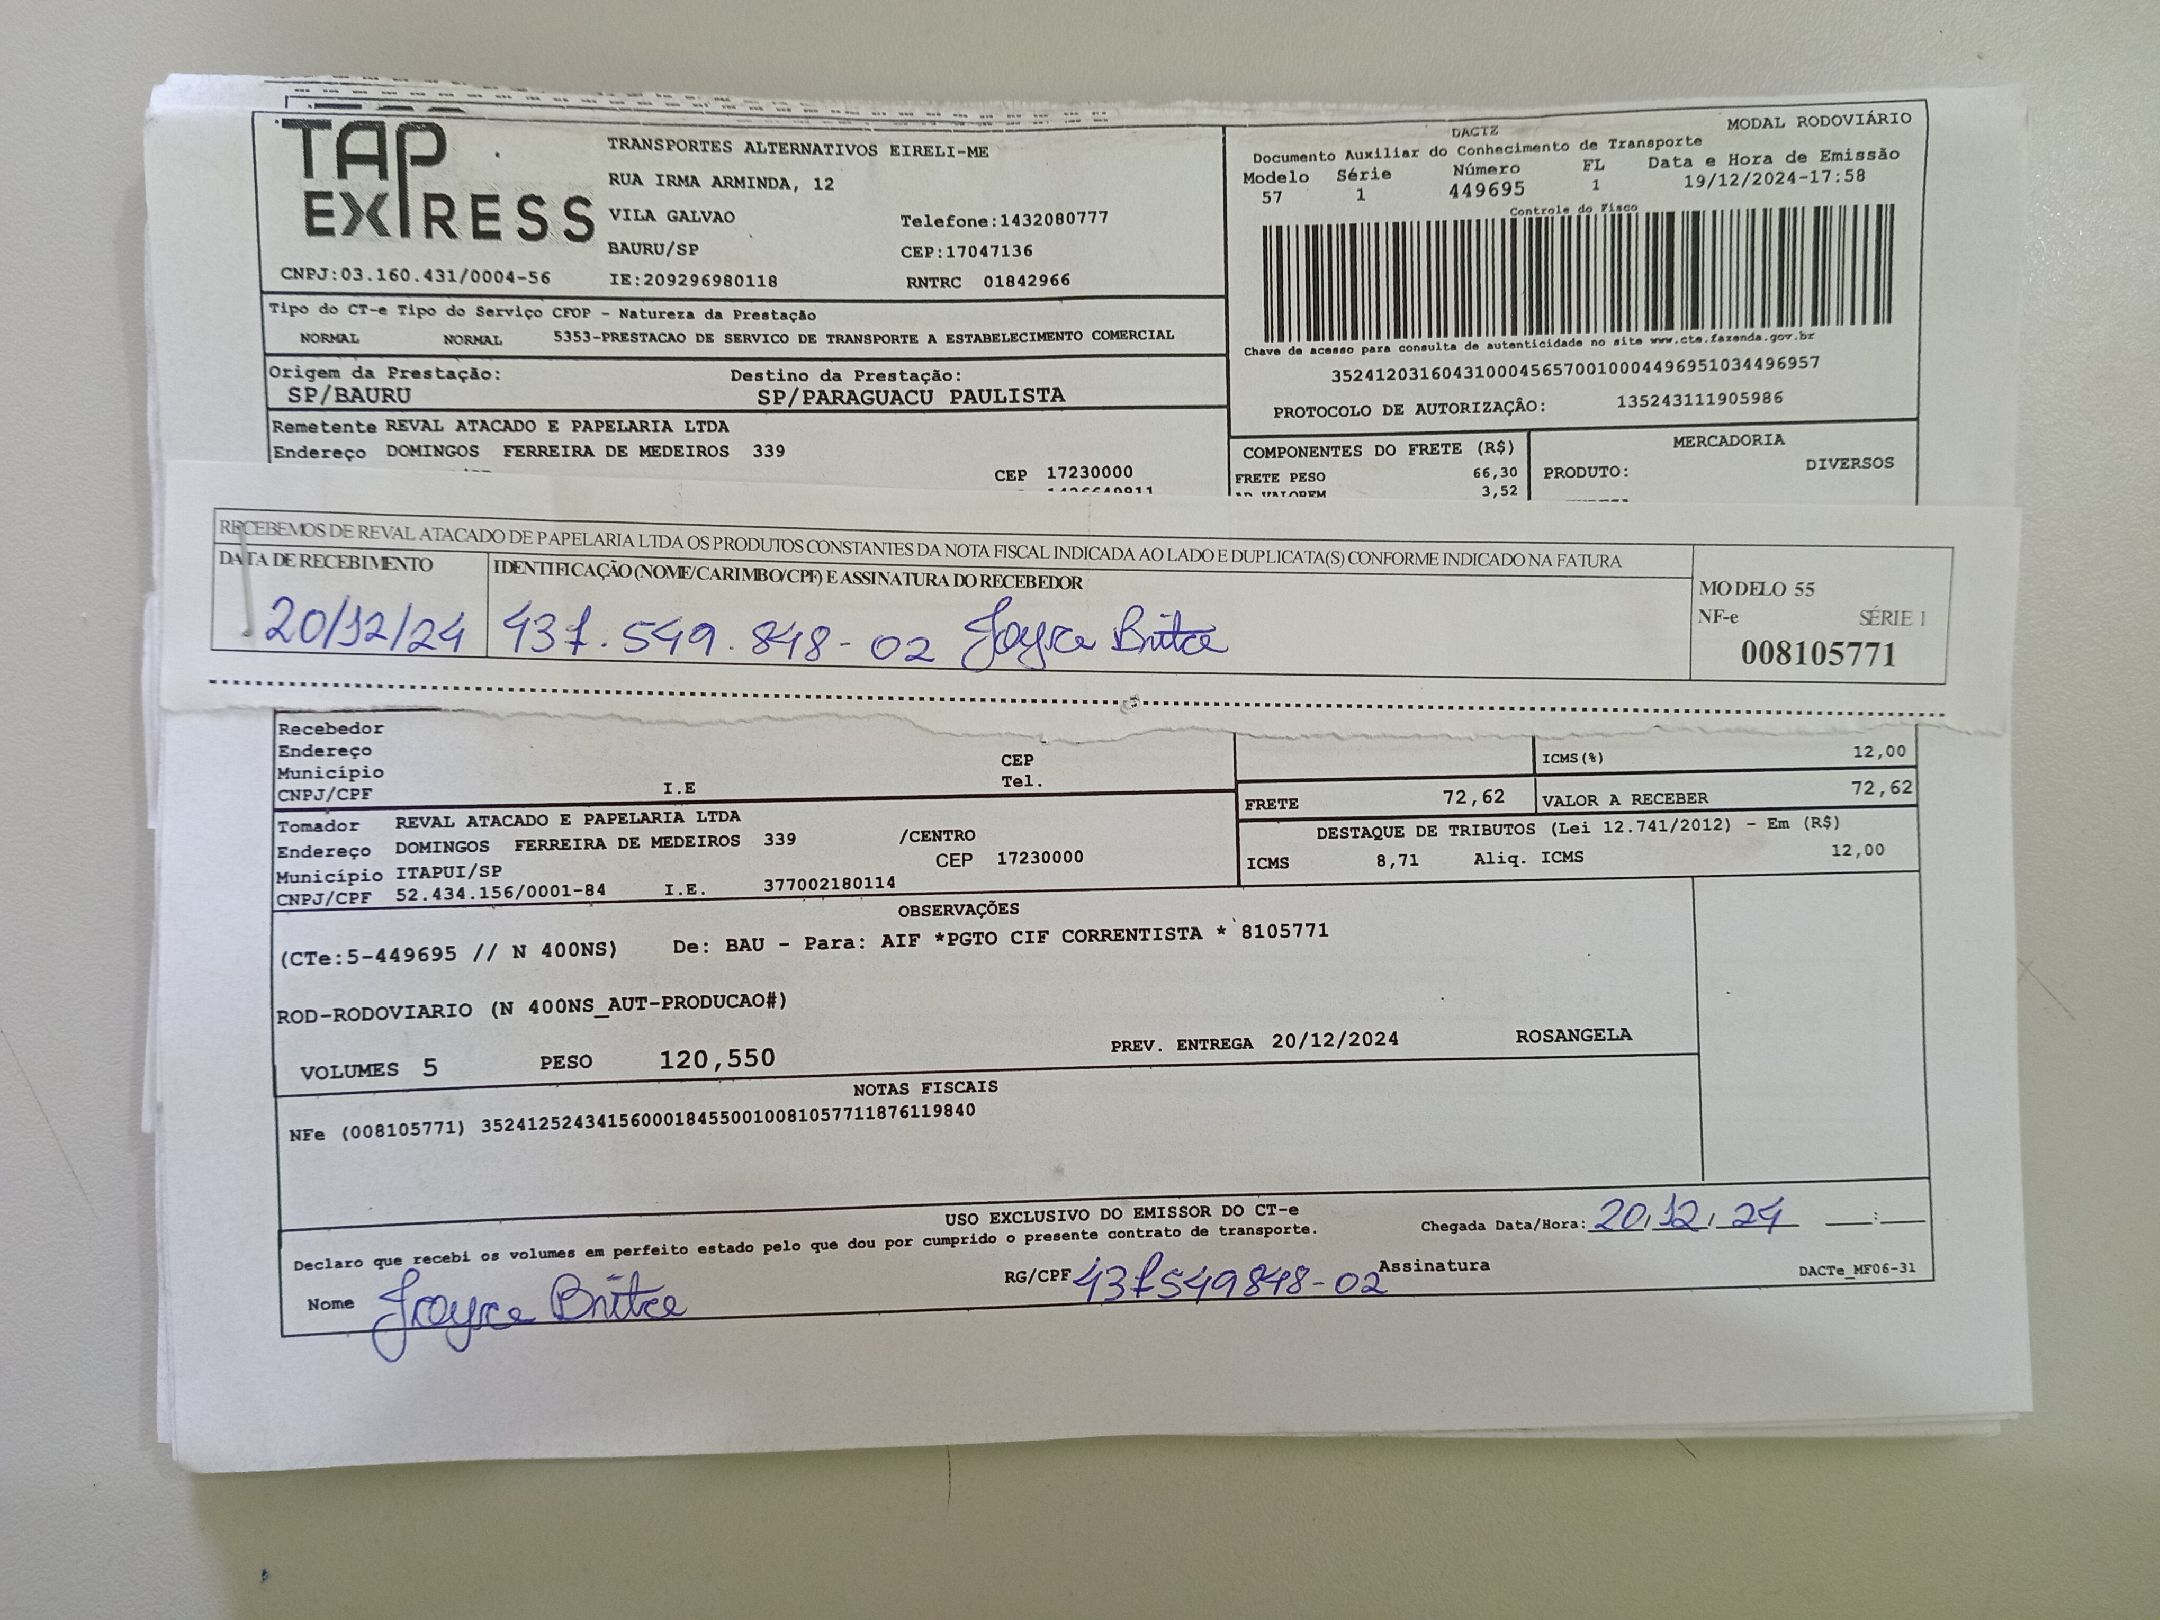 TAP EXPRESS
TRANSPORTES ALTERNATIVOS EIRELI-ME
RUA IRMA ARMINDA, 12
VILA GALVAO Telefone:1432080777
BAURU/SP CEP:17047136
CNPJ:03.160.431/0004-56 IE:209296980118 RNTRC 01842966
MODAL RODOVIÁRIO
Documento Auxiliar do Conhecimento de Transporte
Modelo Série Número FL Data e Hora de Emissão
57 1 449695 1 19/12/2024-17:58
Controle do Fisco
Chave de acesso para consulta de autenticidade no site www.cte.fazenda.gov.br
35241203160431000456570010004496951034496957
PROTOCOLO DE AUTORIZAÇÃO: 135243111905986
Tipo do CT-e Tipo do Serviço CFOP - Natureza da Prestação
NORMAL NORMAL 5353-PRESTACAO DE SERVICO DE TRANSPORTE A ESTABELECIMENTO COMERCIAL
Origem da Prestação: Destino da Prestação:
SP/BAURU SP/PARAGUACU PAULISTA
Remetente REVAL ATACADO E PAPELARIA LTDA
Endereço DOMINGOS FERREIRA DE MEDEIROS 339
CEP 17230000
COMPONENTES DO FRETE (R$) MERCADORIA
FRETE PESO 66,30 PRODUTO: DIVERSOS
AD VALOREM 3,52
RECEBEMOS DE REVAL ATACADO DE PAPELARIA LTDA OS PRODUTOS CONSTANTES DA NOTA FISCAL INDICADA AO LADO E DUPLICATA(S) CONFORME INDICADO NA FATURA
DATA DE RECEBIMENTO IDENTIFICAÇÃO (NOME/CARIMBO/CPF) E ASSINATURA DO RECEBEDOR
20/12/24 437.549.848-02 Joyce Britce
MODELO 55
NF-e SÉRIE 1
008105771
Recebedor
Endereço
Município CEP
CNPJ/CPF I.E Tel.
ICMS(%) 12,00
FRETE 72,62 VALOR A RECEBER 72,62
Tomador REVAL ATACADO E PAPELARIA LTDA
Endereço DOMINGOS FERREIRA DE MEDEIROS 339 /CENTRO
Município ITAPUI/SP CEP 17230000
CNPJ/CPF 52.434.156/0001-84 I.E. 377002180114
DESTAQUE DE TRIBUTOS (Lei 12.741/2012) - Em (R$)
ICMS 8,71 Aliq. ICMS 12,00
OBSERVAÇÕES
(CTe:5-449695 // N 400NS) De: BAU - Para: AIF *PGTO CIF CORRENTISTA * 8105771
ROD-RODOVIARIO (N 400NS_AUT-PRODUCAO#)
VOLUMES 5 PESO 120,550 PREV. ENTREGA 20/12/2024 ROSANGELA
NOTAS FISCAIS
NFe (008105771) 35241252434156000184550010081057711876119840
USO EXCLUSIVO DO EMISSOR DO CT-e
Declaro que recebi os volumes em perfeito estado pelo que dou por cumprido o presente contrato de transporte.
Chegada Data/Hora: 20/12/24 __:__
Nome Joyce Britce RG/CPF 437549848-02 Assinatura
DACTe_MF06-31